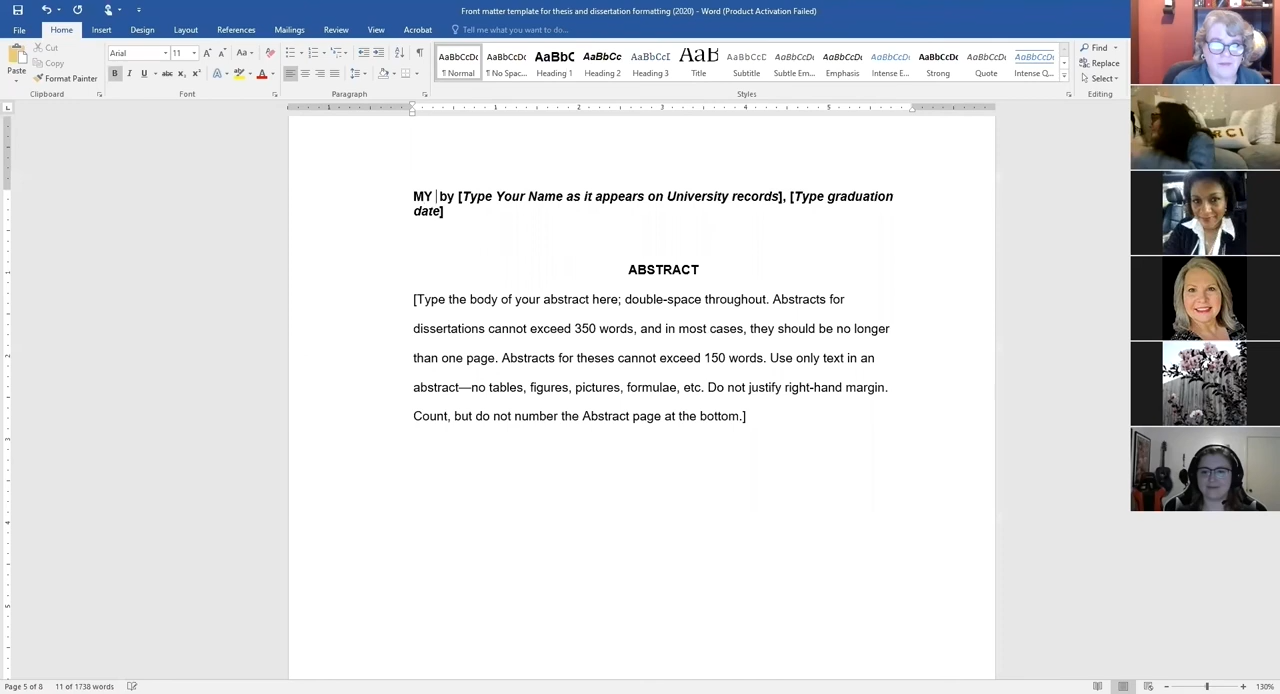 Front matter template for thesis and dissertation formatting (2020) - Word (Product Activation Failed)
File Home Insert Design Layout References Mailings Review View Acrobat Tell me what you want to do...
Paste Cut Copy Format Painter
Arial 11
Clipboard Font Paragraph Styles Editing
AaBbCcDc AaBbCcDc AaBbC AaBbCc AaBbCcI AaB AaBbCcC AaBbCcDc AaBbCcDc AaBbCcDc AaBbCcDc AaBbCcDc AaBbCcDc
¶ Normal ¶ No Spac... Heading 1 Heading 2 Heading 3 Title Subtitle Subtle Em... Emphasis Intense E... Strong Quote Intense Q...
Find
Replace
Select
MY by [Type Your Name as it appears on University records], [Type graduation
date]
ABSTRACT
[Type the body of your abstract here; double-space throughout. Abstracts for
dissertations cannot exceed 350 words, and in most cases, they should be no longer
than one page. Abstracts for theses cannot exceed 150 words. Use only text in an
abstract—no tables, figures, pictures, formulae, etc. Do not justify right-hand margin.
Count, but do not number the Abstract page at the bottom.]
Page 5 of 8 11 of 1738 words
130%